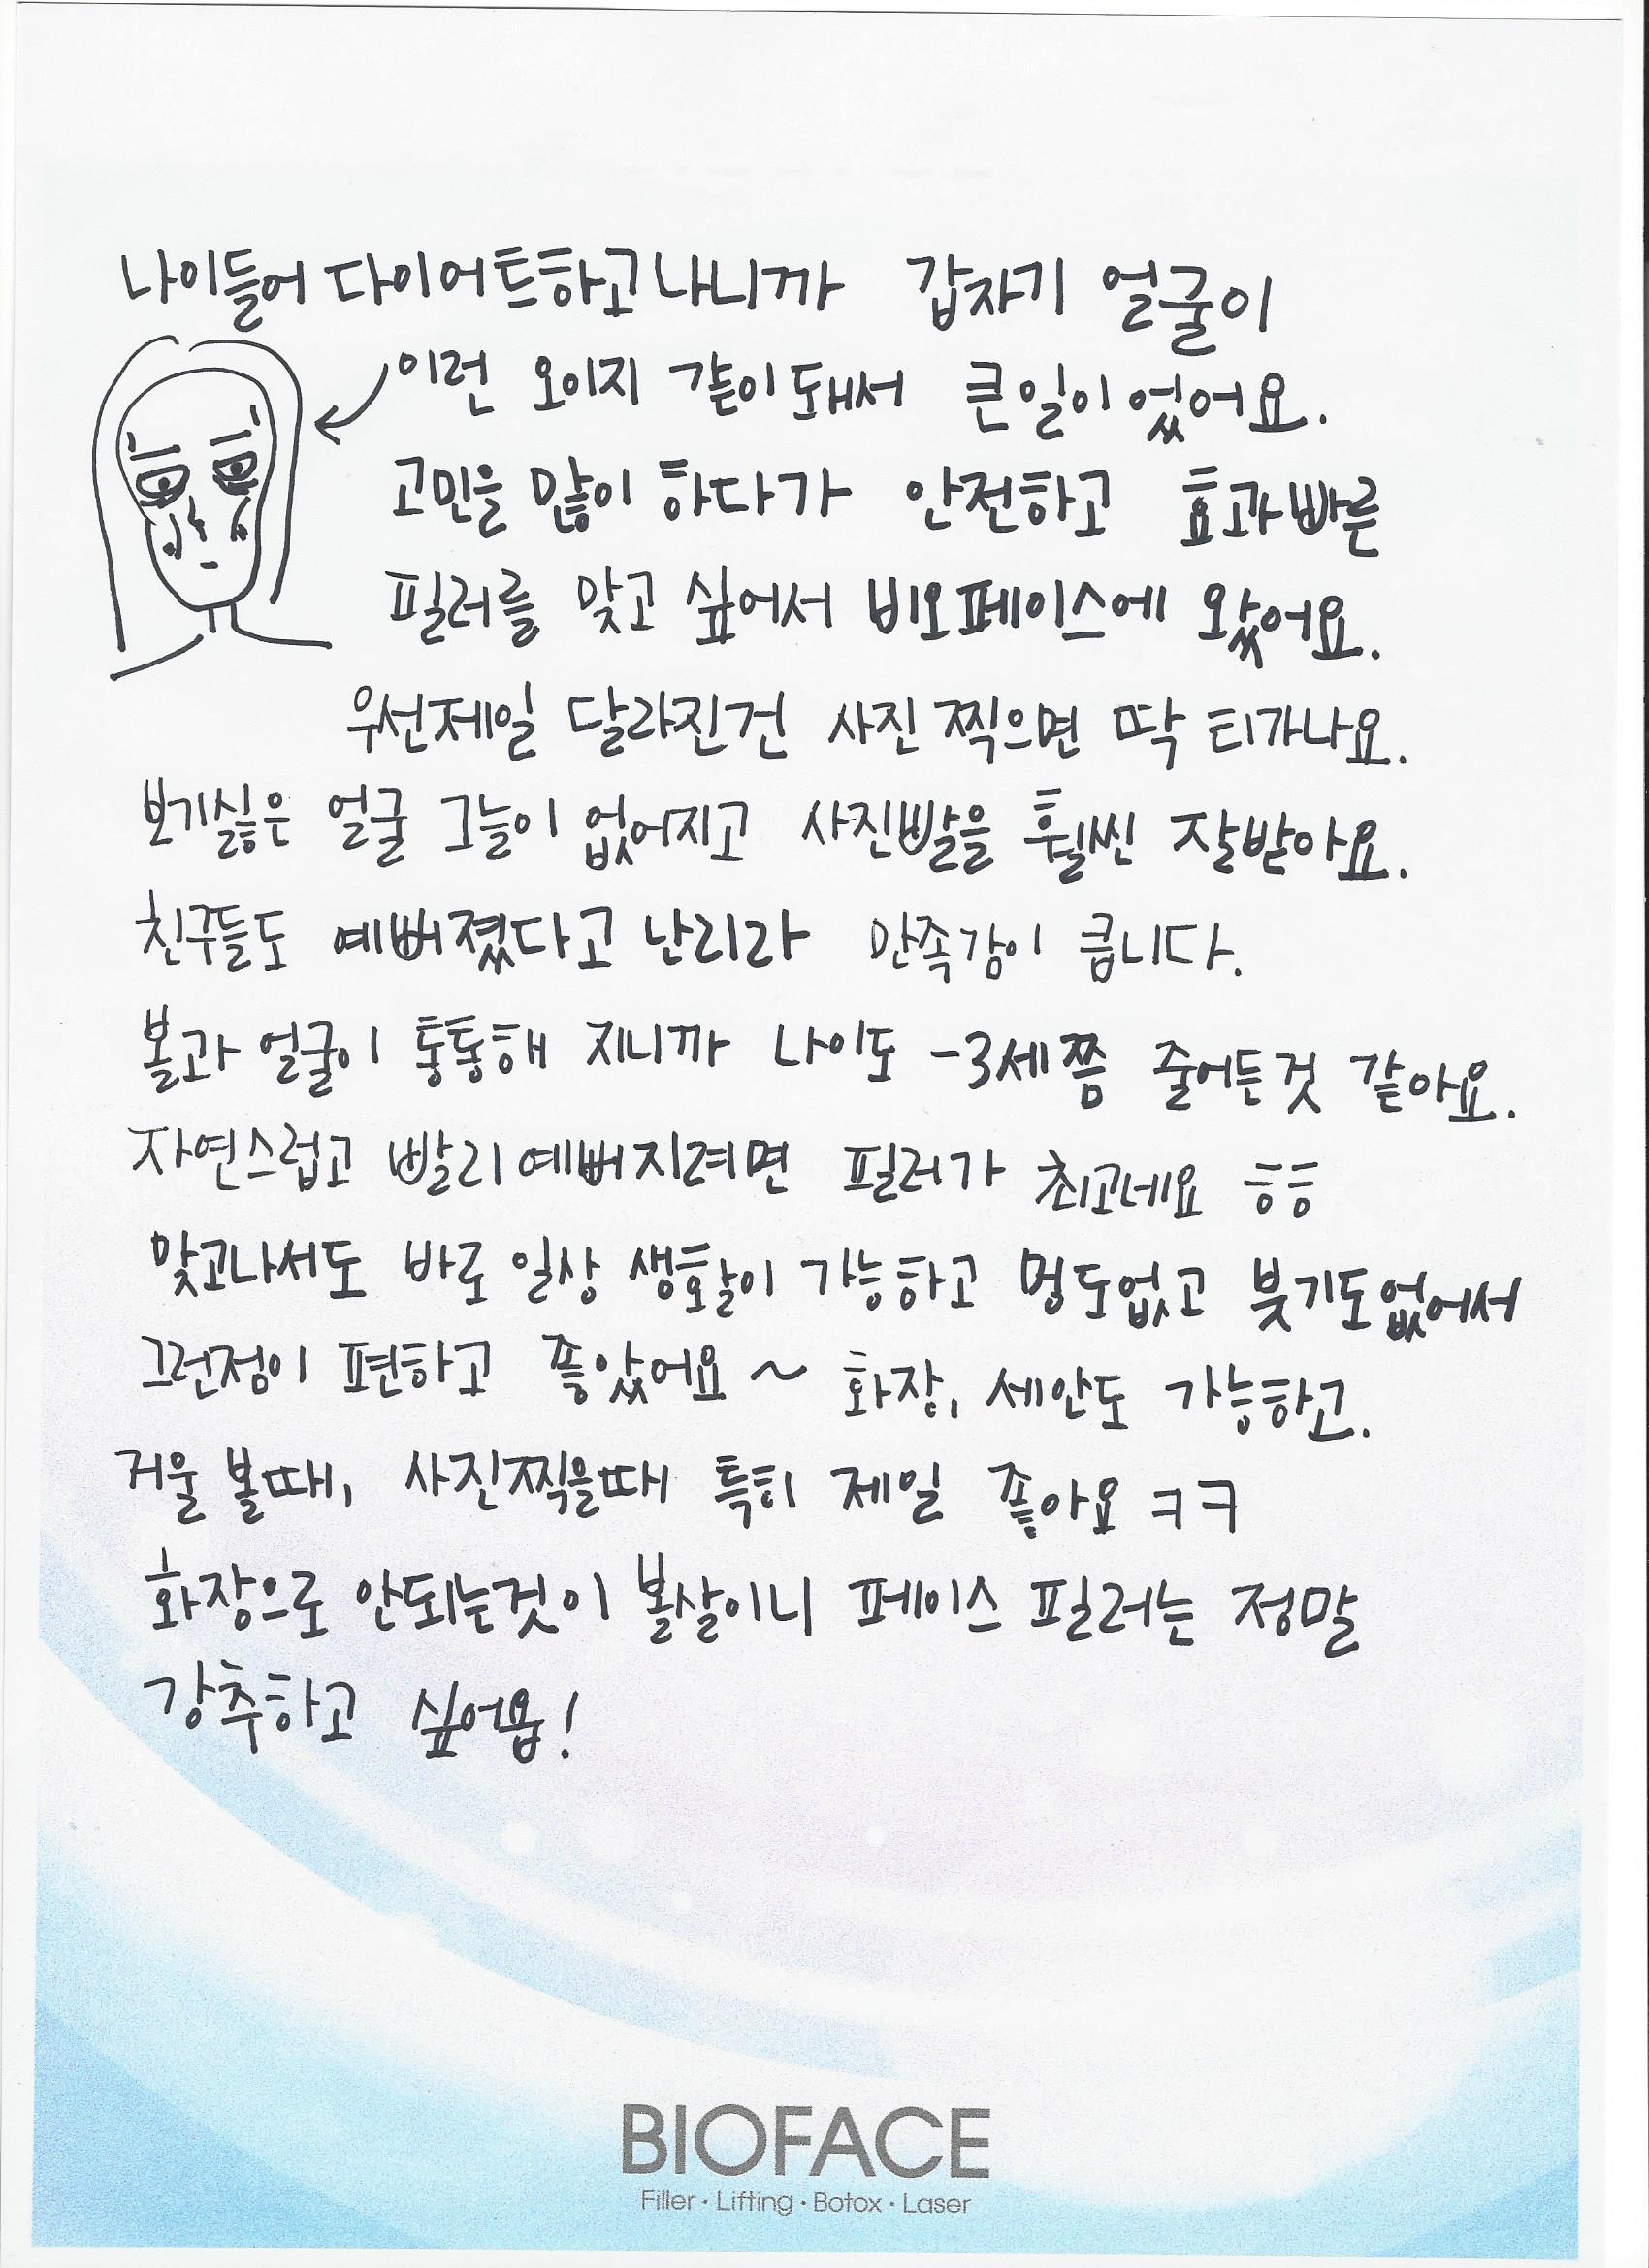 나이들어 다이어트하고나니까 갑자기 얼굴이
이런 오이지 같이 돼서 큰일이었어요.
고민을 많이 하다가 안전하고 효과빠른
필러를 맞고 싶어서 비오페이스에 왔어요.
우선제일 달라진건 사진찍으면 딱 티가나요.
보기싫은 얼굴 그늘이 없어지고 사진빨을 훨씬 잘받아요.
친구들도 예뻐졌다고 난리라 만족감이 큽니다.
볼과 얼굴이 통통해 지니까 나이도 -3세쯤 줄어든것 같아요.
자연스럽고 빨리예뻐지려면 필러가 최고네요 ㅎㅎ
맞고나서도 바로 일상 생활이 가능하고 멍도없고 붓기도없어서
그런점이 편하고 좋았어요 ~ 화장, 세안도 가능하고.
거울 볼때, 사진찍을때 특히 제일 좋아요 ㅋㅋ
화장으로 안되는것이 볼살이니 페이스 필러는 정말
강추하고 싶어욥!
BIOFACE
Filler · Lifting · Botox · Laser